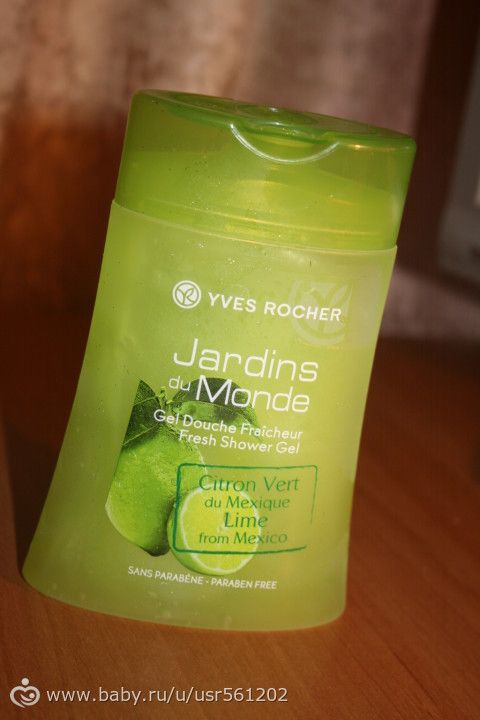 YVES ROCHER
Jardins
du Monde
Gel Douche Fraîcheur
Fresh Shower Gel
Citron Vert
du Mexique
Lime
from Mexico
SANS PARABÈNE - PARABEN FREE
www.baby.ru/u/usr561202